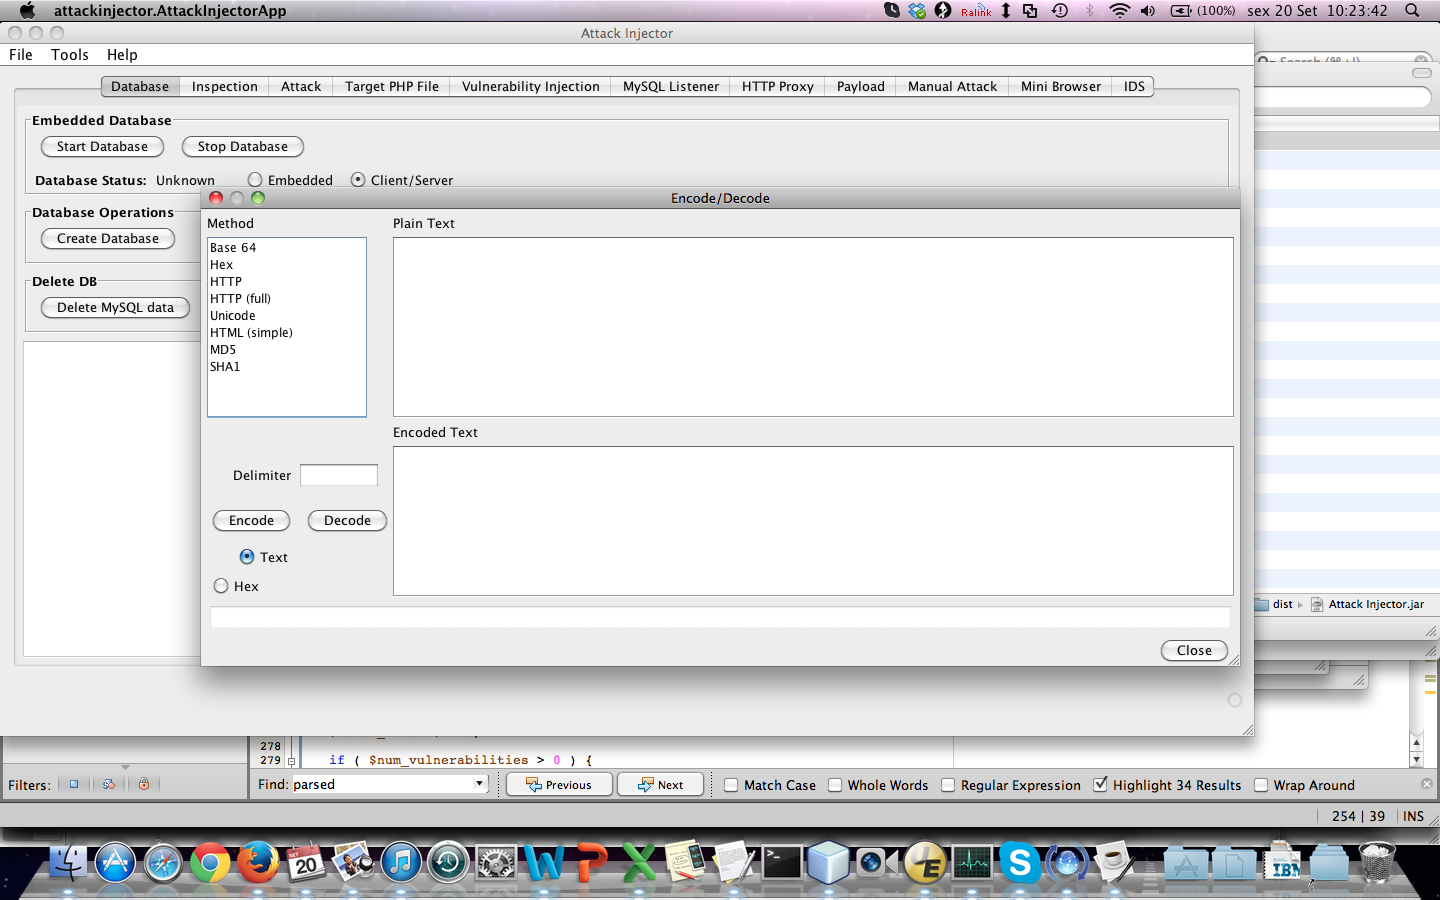 attackinjector.AttackInjectorApp
Ralink
(100%) sex 20 Set 10:23:42
Attack Injector
File Tools Help
Database Inspection Attack Target PHP File Vulnerability Injection MySQL Listener HTTP Proxy Payload Manual Attack Mini Browser IDS
Embedded Database
Start Database Stop Database
Database Status: Unknown Embedded Client/Server
Encode/Decode
Database Operations
Create Database
Delete DB
Delete MySQL data
Method
Base 64
Hex
HTTP
HTTP (full)
Unicode
HTML (simple)
MD5
SHA1
Plain Text
Encoded Text
Delimiter
Encode Decode
Text
Hex
Close
dist Attack Injector.jar
278
279 if ( $num_vulnerabilities > 0 ) {
Filters:
Find: parsed Previous Next Match Case Whole Words Regular Expression Highlight 34 Results Wrap Around
254 | 39 INS
SET
20